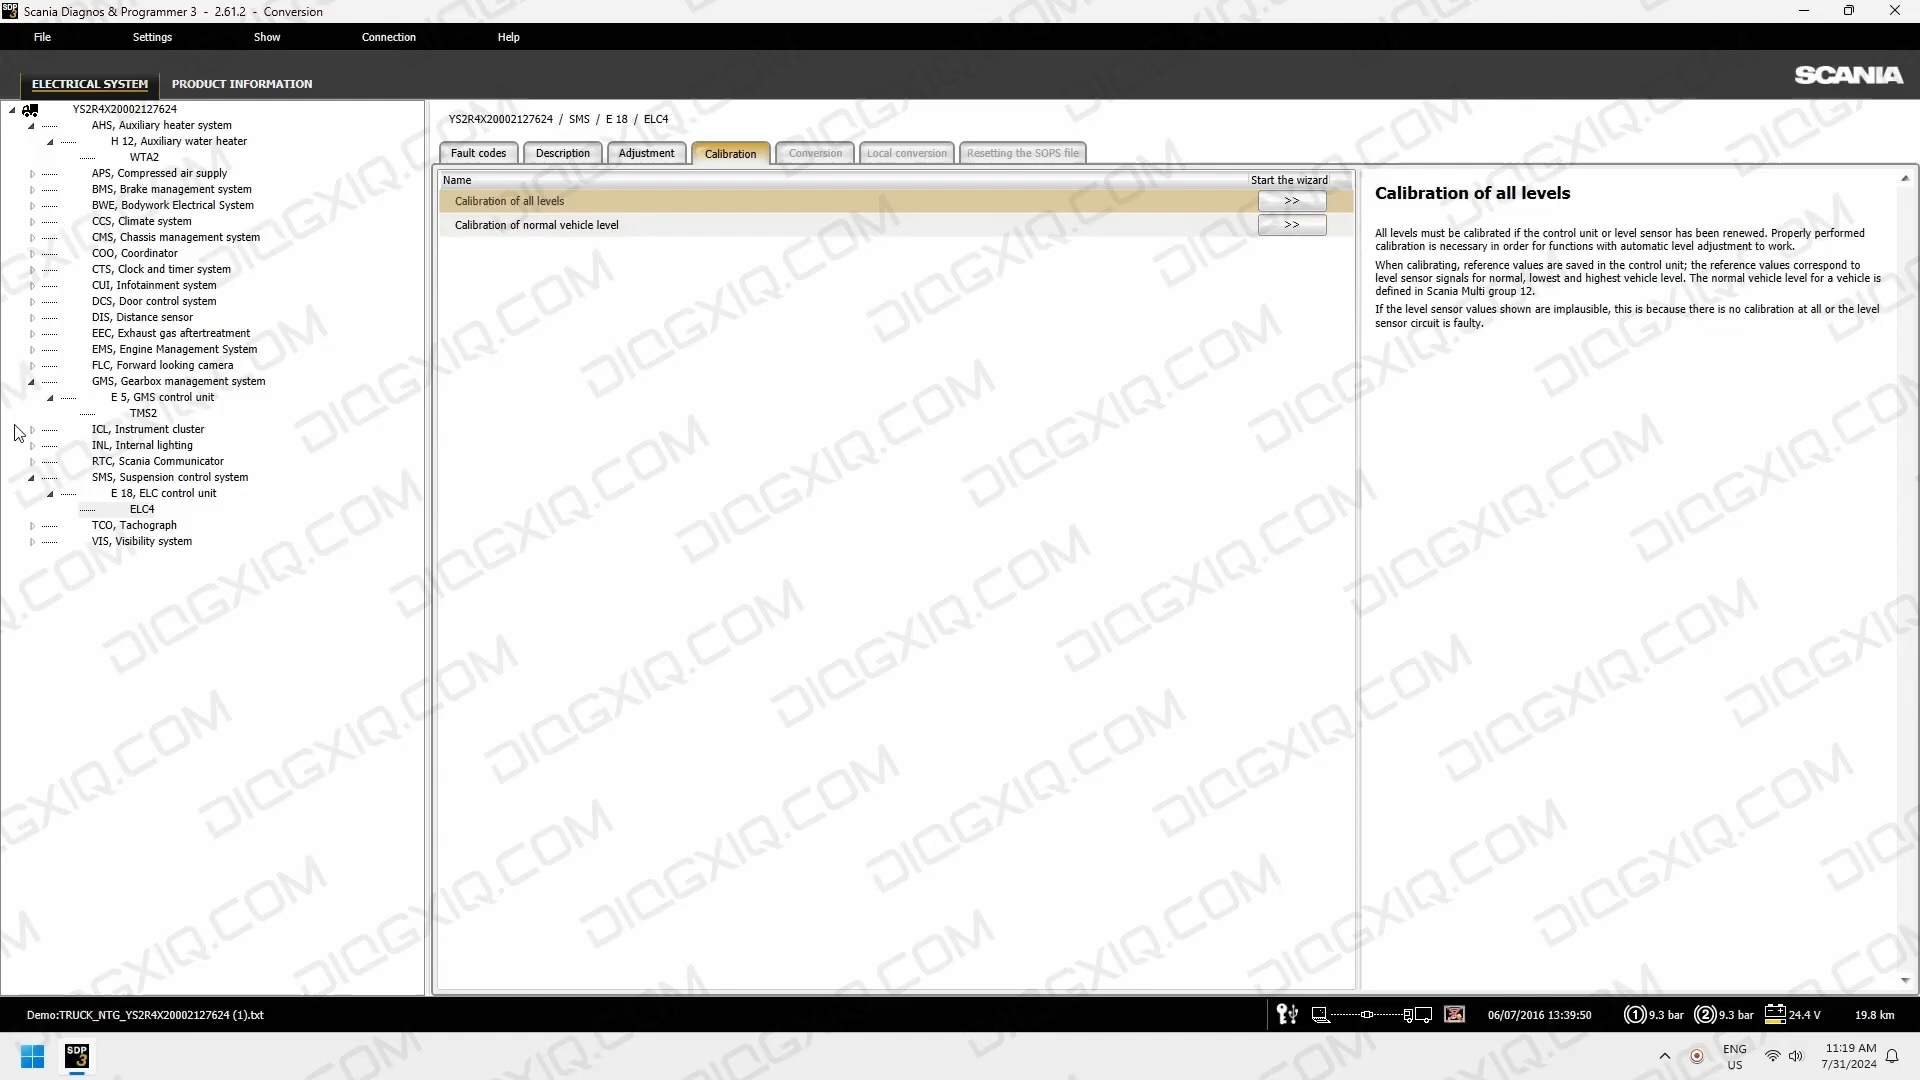 Scania Diagnos & Programmer 3 - 2.61.2 - Conversion
File Settings Show Connection Help
ELECTRICAL SYSTEM PRODUCT INFORMATION
SCANIA
YS2R4X20002127624
AHS, Auxiliary heater system
H 12, Auxiliary water heater
WTA2
APS, Compressed air supply
BMS, Brake management system
BWE, Bodywork Electrical System
CCS, Climate system
CMS, Chassis management system
COO, Coordinator
CTS, Clock and timer system
CUI, Infotainment system
DCS, Door control system
DIS, Distance sensor
EEC, Exhaust gas aftertreatment
EMS, Engine Management System
FLC, Forward looking camera
GMS, Gearbox management system
E 5, GMS control unit
TMS2
ICL, Instrument cluster
INL, Internal lighting
RTC, Scania Communicator
SMS, Suspension control system
E 18, ELC control unit
ELC4
TCO, Tachograph
VIS, Visibility system
YS2R4X20002127624 / SMS / E 18 / ELC4
Fault codes Description Adjustment Calibration Conversion Local conversion Resetting the SOPS file
Name Start the wizard
Calibration of all levels >>
Calibration of normal vehicle level >>
Calibration of all levels
All levels must be calibrated if the control unit or level sensor has been renewed. Properly performed
calibration is necessary in order for functions with automatic level adjustment to work.
When calibrating, reference values are saved in the control unit; the reference values correspond to
level sensor signals for normal, lowest and highest vehicle level. The normal vehicle level for a vehicle is
defined in Scania Multi group 12.
If the level sensor values shown are implausible, this is because there is no calibration at all or the level
sensor circuit is faulty.
DIQGXIQ.COM
Demo:TRUCK_NTG_YS2R4X20002127624 (1).txt
06/07/2016 13:39:50 1 9.3 bar 2 9.3 bar 24.4 V 19.8 km
SDP 3
ENG
US
11:19 AM
7/31/2024